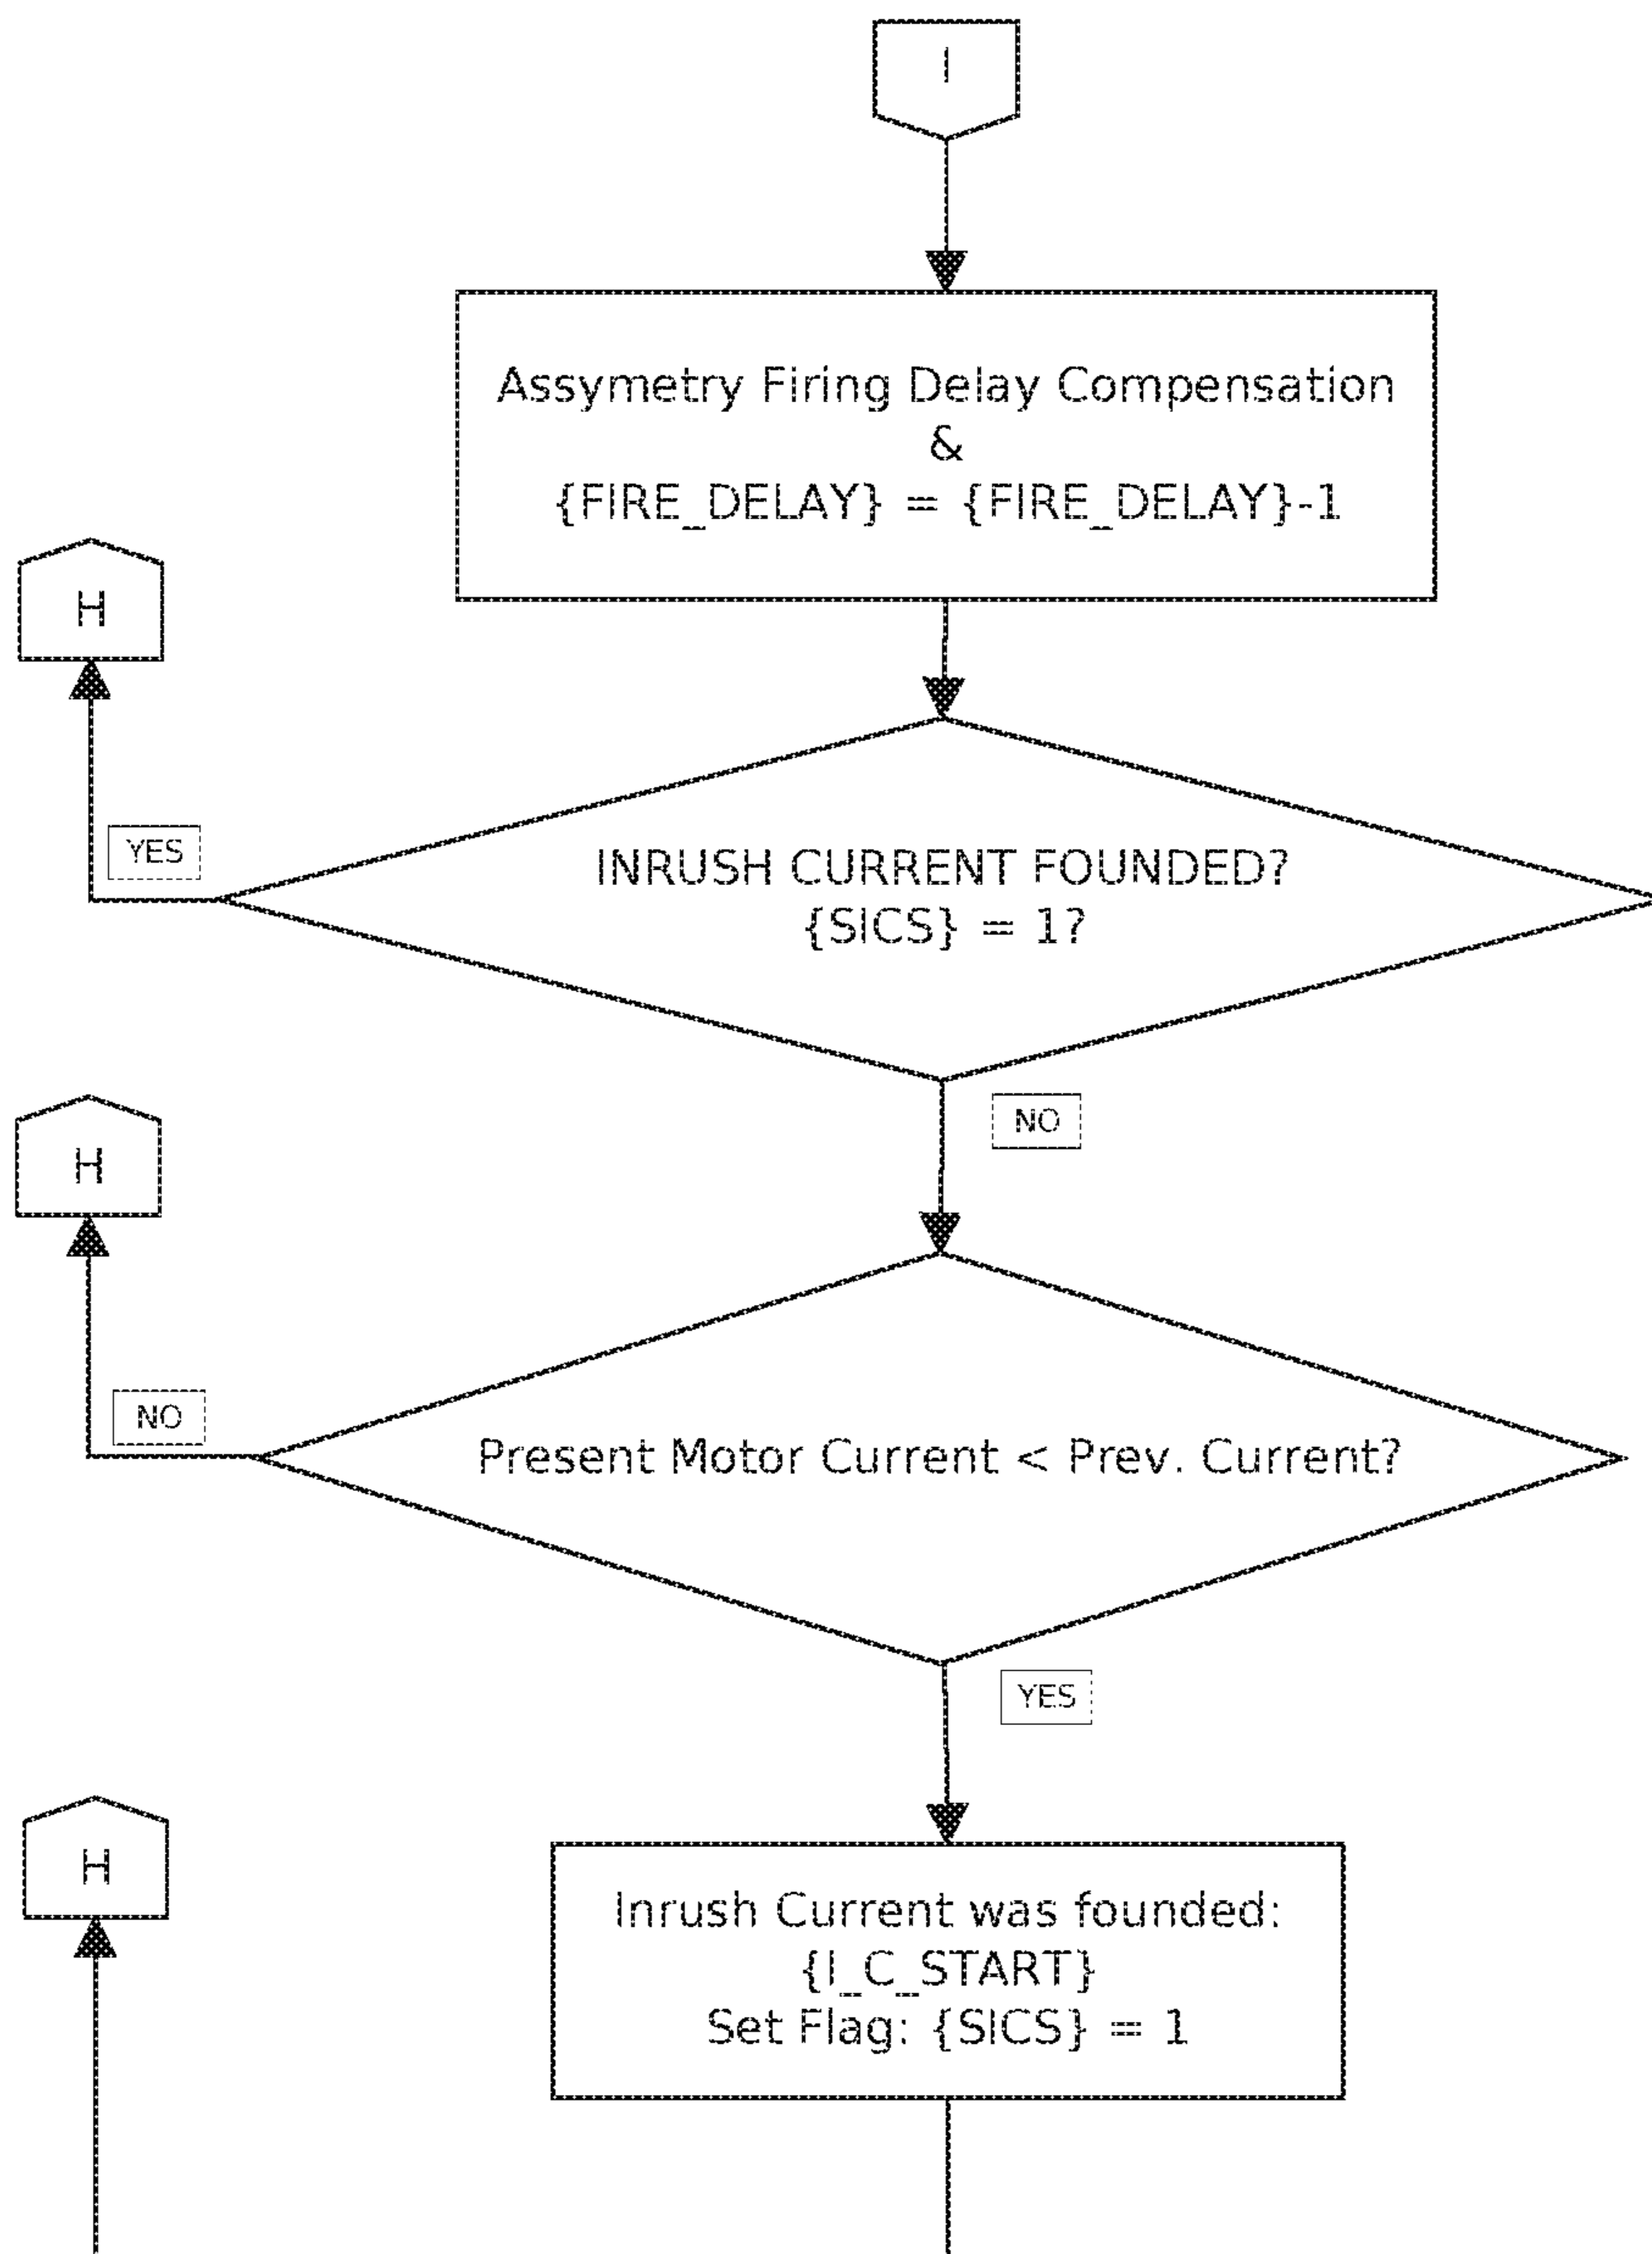 I
Assymetry Firing Delay Compensation
&
{FIRE_DELAY} = {FIRE_DELAY}-1
H
YES
INRUSH CURRENT FOUNDED?
{SICS} = 1?
NO
H
NO
Present Motor Current < Prev. Current?
YES
H
Inrush Current was founded:
{I_C_START}
Set Flag: {SICS} = 1